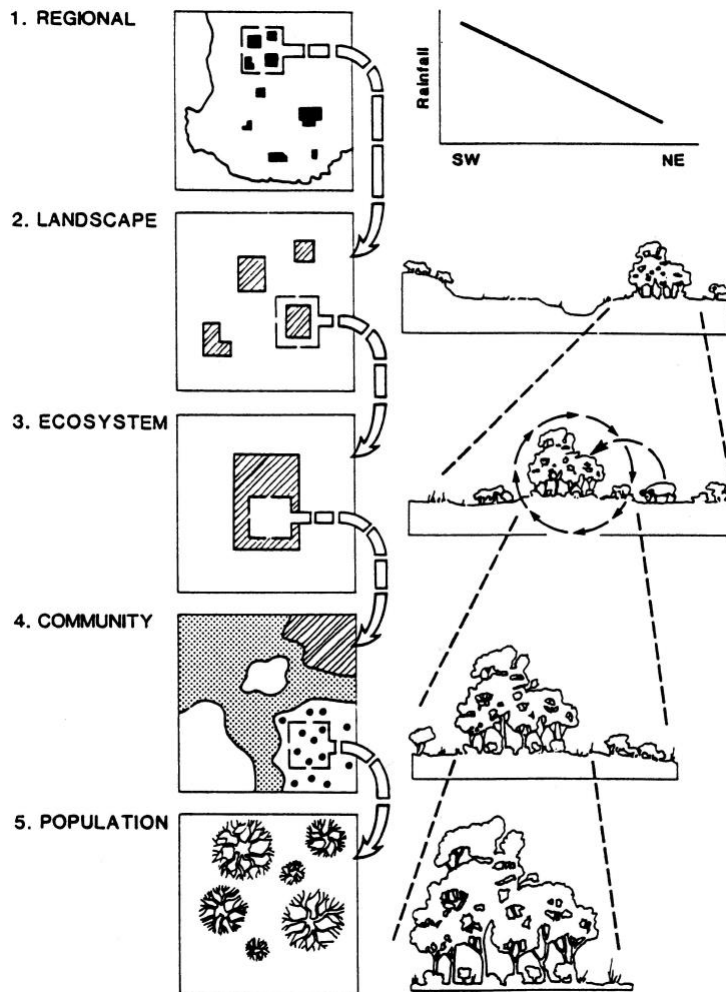 1. REGIONAL
Rainfall
SW
NE
2. LANDSCAPE
3. ECOSYSTEM
4. COMMUNITY
5. POPULATION